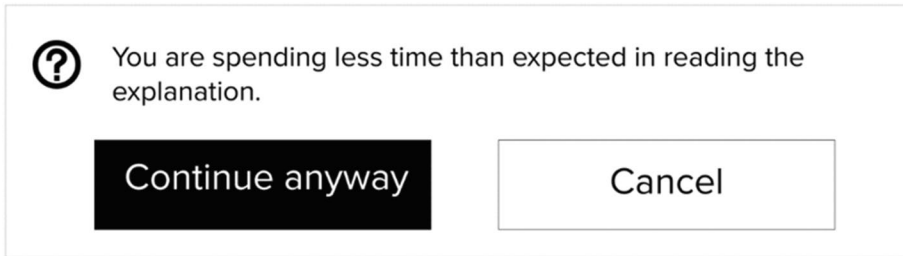 You are spending less time than expected in reading the
explanation.
Continue anyway
Cancel